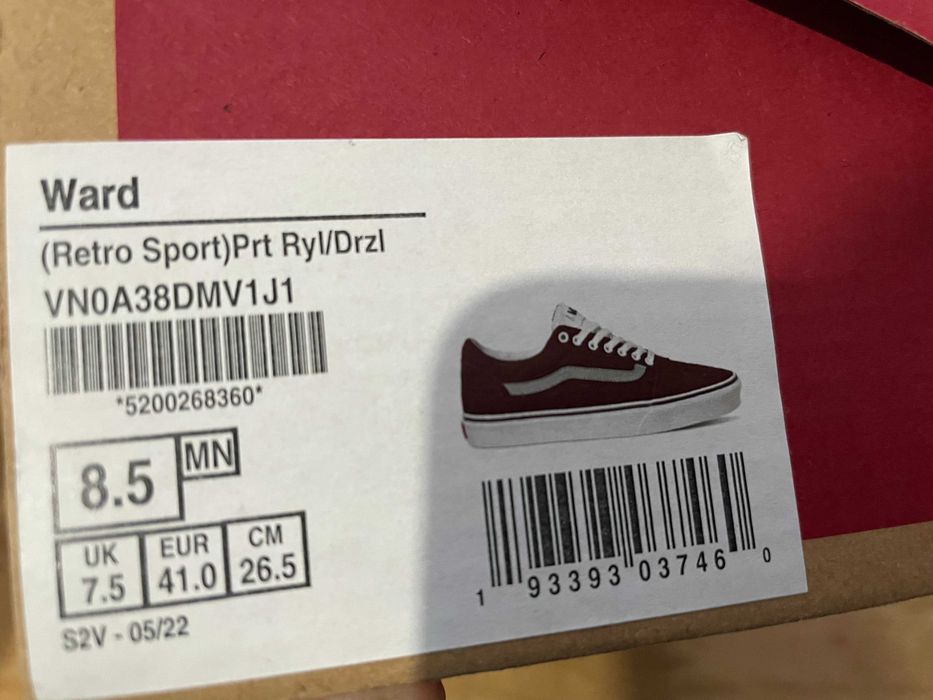 Ward
(Retro Sport)Prt Ryl/Drzl
VN0A38DMV1J1
*5200268360*
8.5 MN
UK EUR CM
7.5 41.0 26.5
S2V - 05/22
1 93393 03746 0